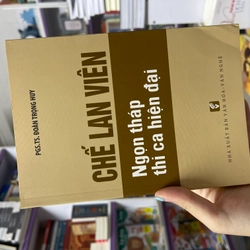 PGS.TS. ĐOÀN TRỌNG HUY
CHẾ LAN VIÊN
Ngọn tháp
thi ca hiện đại
NHÀ XUẤT BẢN VĂN HÓA - VĂN NGHỆ